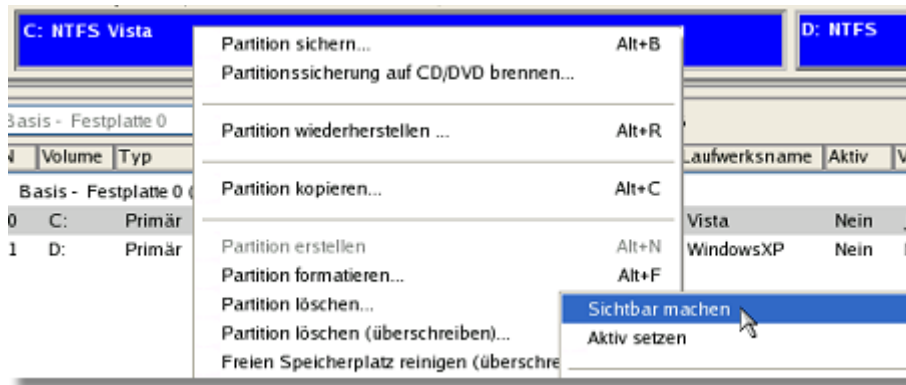 C: NTFS Vista
D: NTFS
Partition sichern... Alt+B
Partitionssicherung auf CD/DVD brennen...
Basis - Festplatte 0
Partition wiederherstellen ... Alt+R
Volume Typ Laufwerksname Aktiv
Basis - Festplatte 0 (
Partition kopieren... Alt+C
0 C: Primär Vista Nein
1 D: Primär WindowsXP Nein
Partition erstellen Alt+N
Partition formatieren... Alt+F
Partition löschen...
Sichtbar machen
Partition löschen (überschreiben)...
Aktiv setzen
Freien Speicherplatz reinigen (überschre